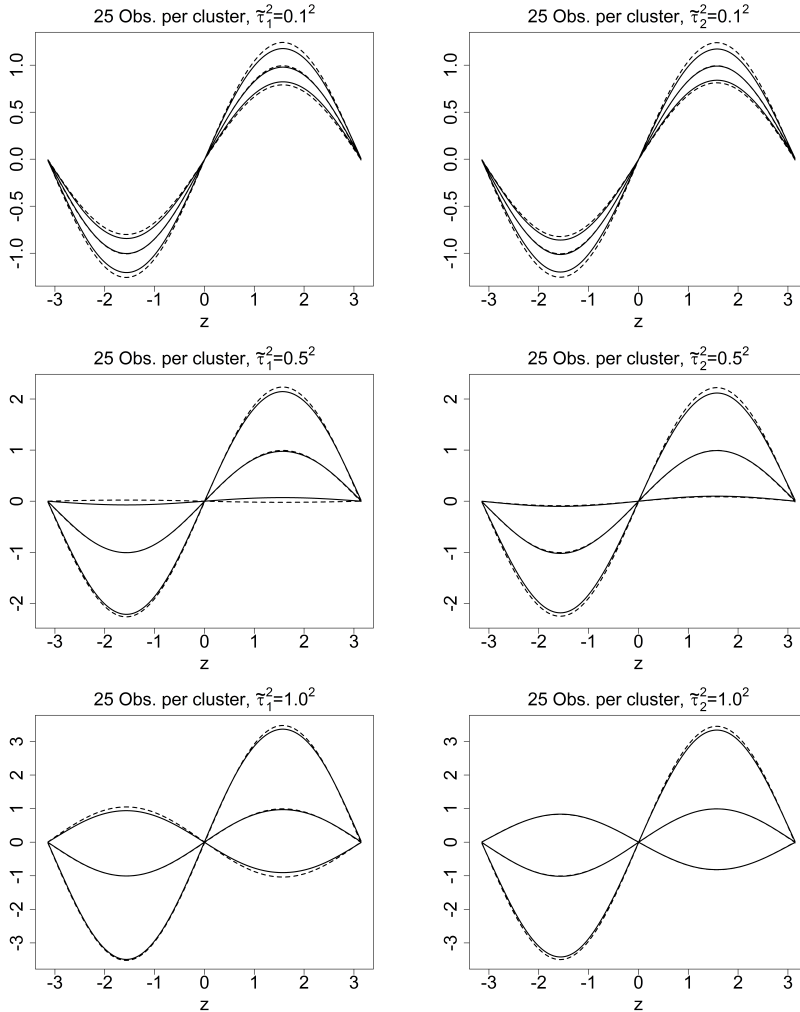 25 Obs. per cluster, τ̃₁²=0.1²
1.0
0.5
0.0
-0.5
-1.0
-3 -2 -1 0 1 2 3
z
25 Obs. per cluster, τ̃₂²=0.1²
1.0
0.5
0.0
-0.5
-1.0
-3 -2 -1 0 1 2 3
z
25 Obs. per cluster, τ̃₁²=0.5²
2
1
0
-1
-2
-3 -2 -1 0 1 2 3
z
25 Obs. per cluster, τ̃₂²=0.5²
2
1
0
-1
-2
-3 -2 -1 0 1 2 3
z
25 Obs. per cluster, τ̃₁²=1.0²
3
2
1
0
-1
-2
-3
-3 -2 -1 0 1 2 3
z
25 Obs. per cluster, τ̃₂²=1.0²
3
2
1
0
-1
-2
-3
-3 -2 -1 0 1 2 3
z